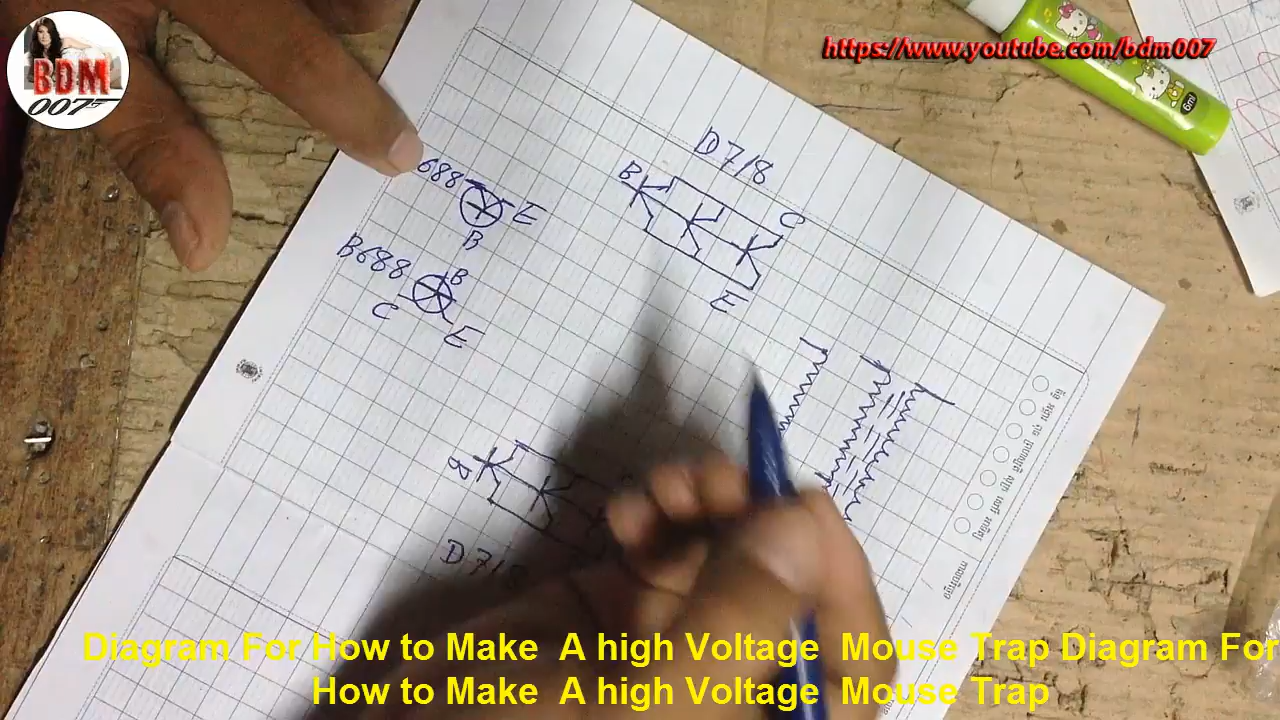 BDM
007
https://www.youtube.com/bdm007
6ml
D718
B
C
E
688
E
B
B688
B
C
E
B
D718
Diagram For How to Make A high Voltage Mouse Trap Diagram For
How to Make A high Voltage Mouse Trap